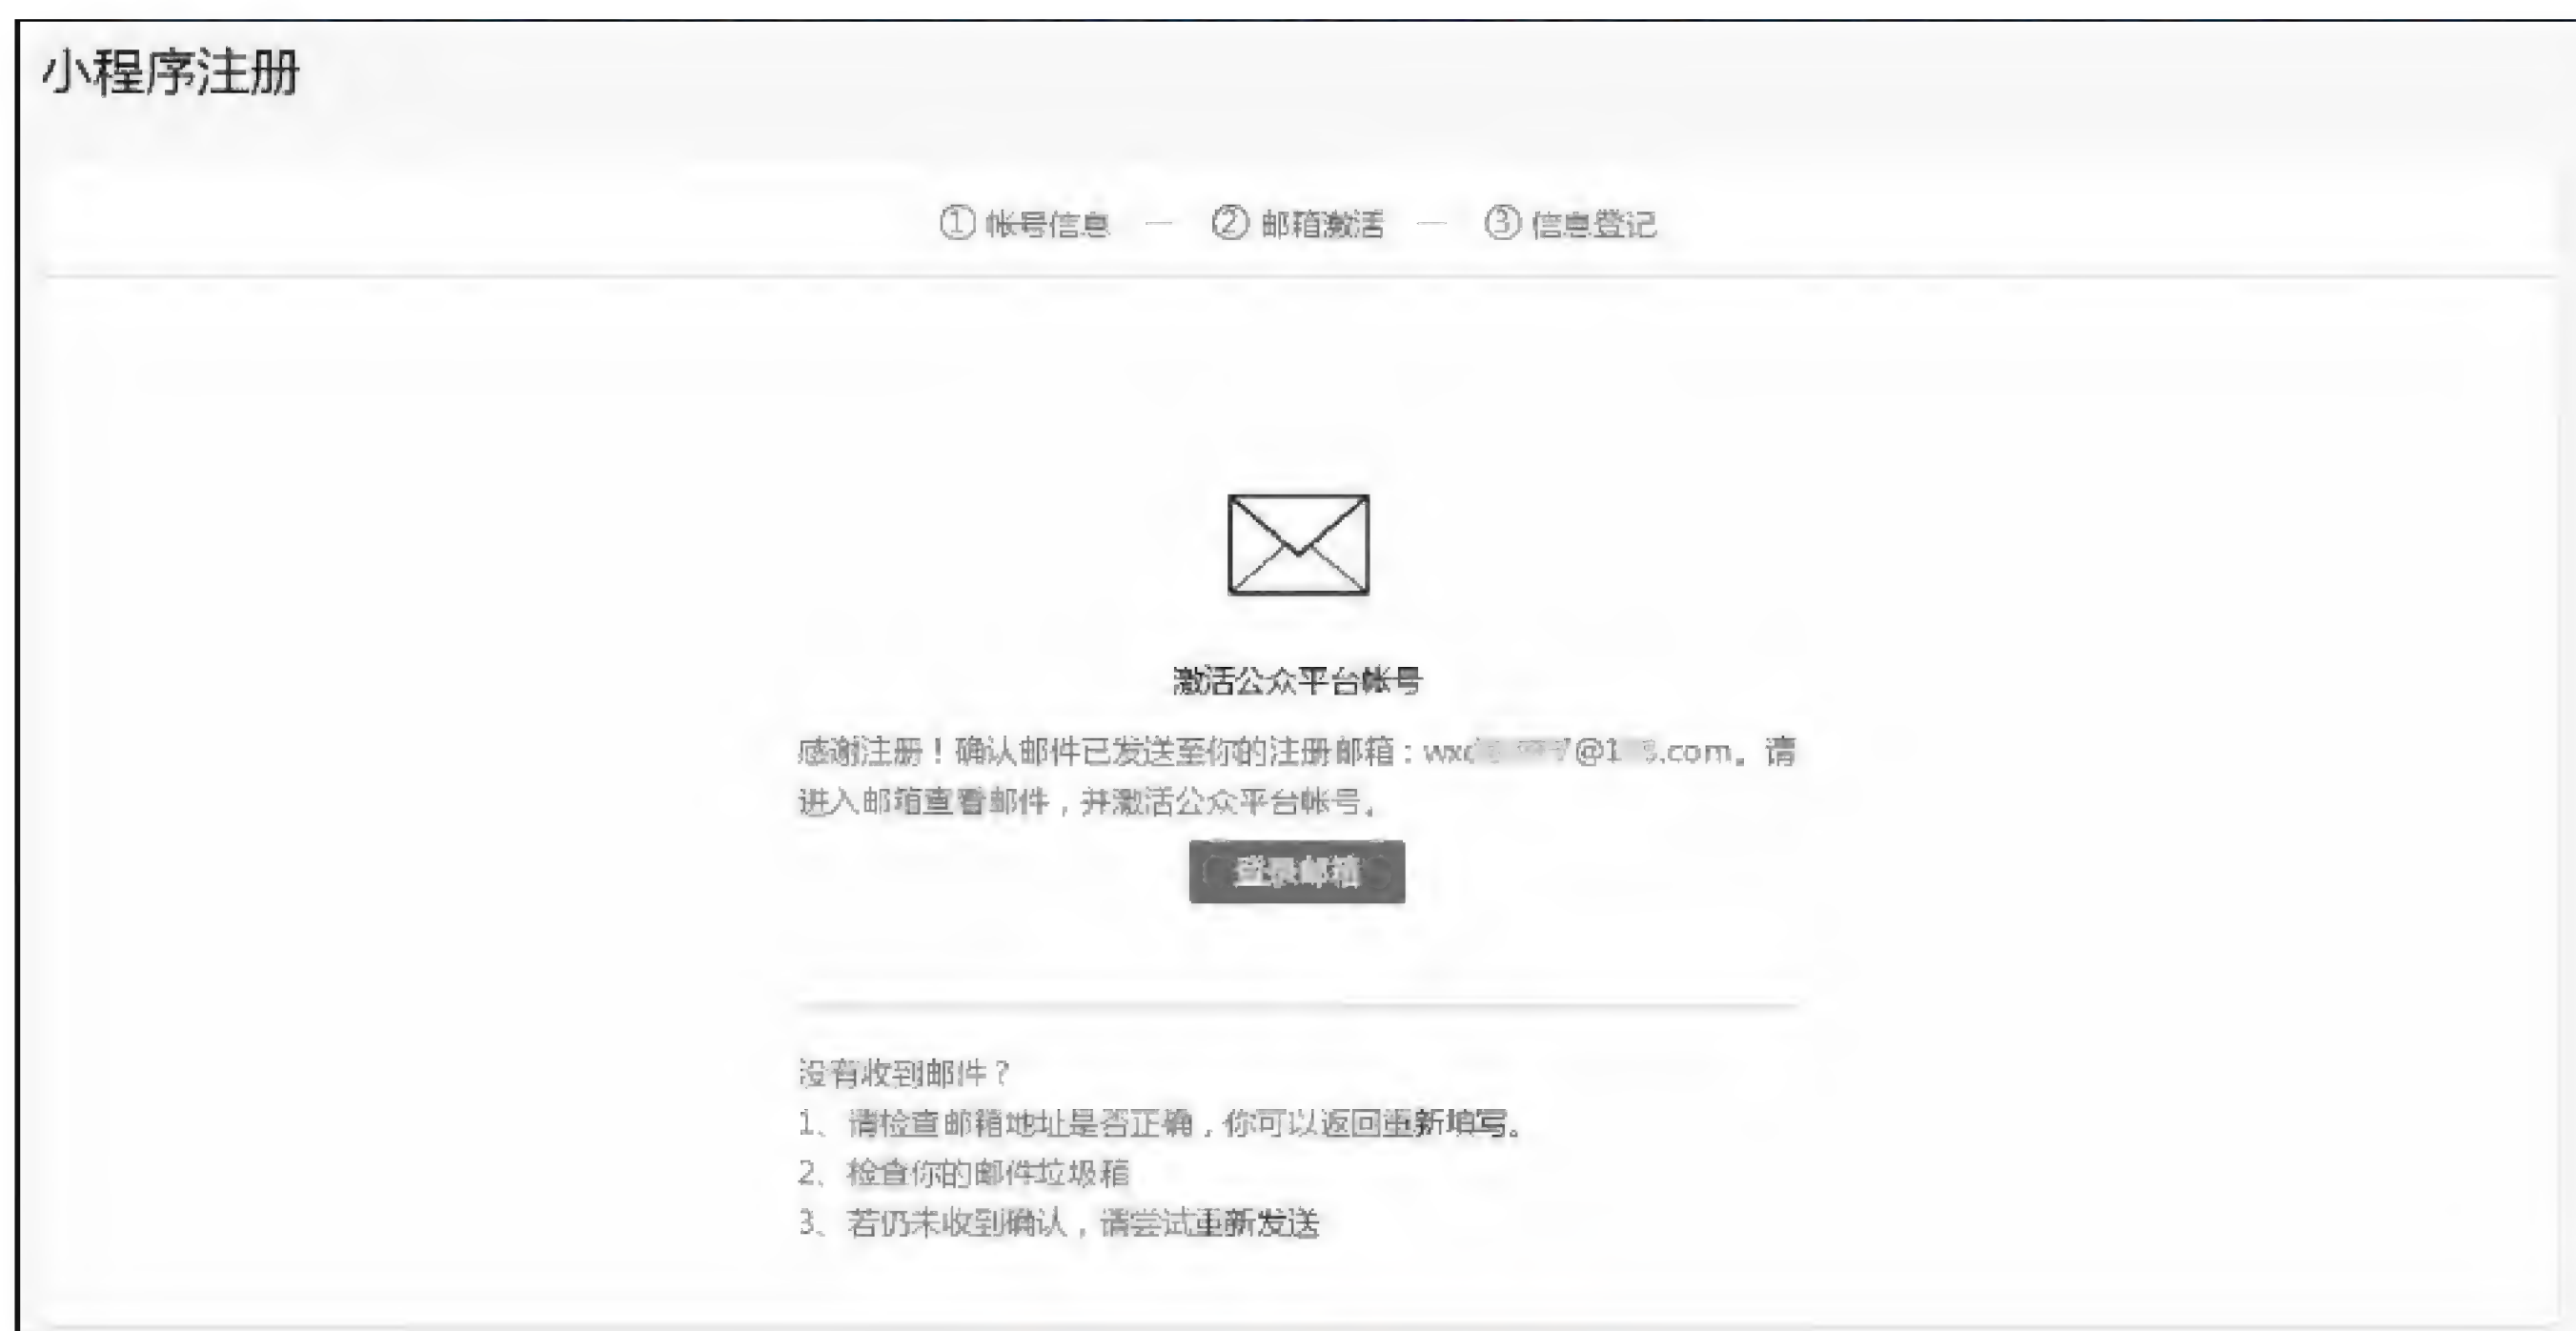 小程序注册
① 帐号信息 — ② 邮箱激活 — ③ 信息登记
激活公众平台帐号
感谢注册！确认邮件已发送至你的注册邮箱：.com。请
进入邮箱查看邮件，并激活公众平台帐号。
登录邮箱
没有收到邮件？
1、请检查邮箱地址是否正确，你可以返回重新填写。
2、检查你的邮件垃圾箱
3、若仍未收到确认，请尝试重新发送